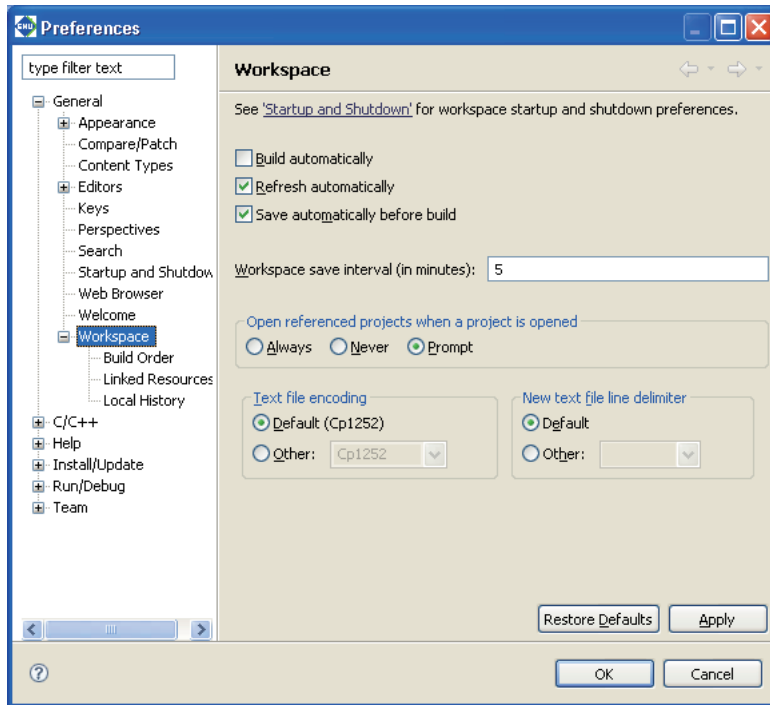 GNU Preferences
type filter text
General
Appearance
Compare/Patch
Content Types
Editors
Keys
Perspectives
Search
Startup and Shutdow
Web Browser
Welcome
Workspace
Build Order
Linked Resources
Local History
C/C++
Help
Install/Update
Run/Debug
Team
Workspace
See 'Startup and Shutdown' for workspace startup and shutdown preferences.
Build automatically
Refresh automatically
Save automatically before build
Workspace save interval (in minutes): 5
Open referenced projects when a project is opened
Always Never Prompt
Text file encoding
Default (Cp1252)
Other: Cp1252
New text file line delimiter
Default
Other:
Restore Defaults Apply
? OK Cancel